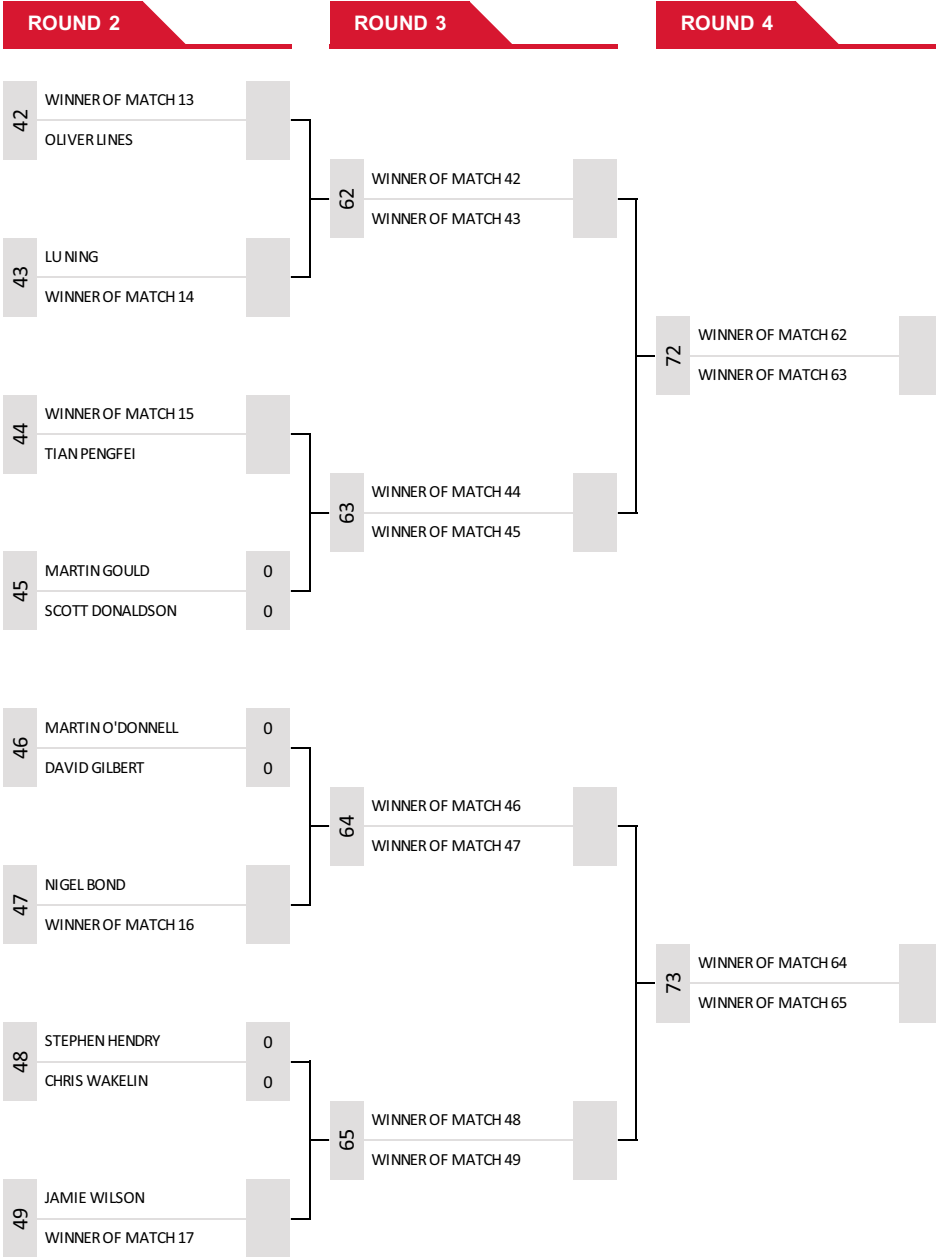 ROUND 2
ROUND 3
ROUND 4
42
WINNER OF MATCH 13
OLIVER LINES
43
LU NING
WINNER OF MATCH 14
44
WINNER OF MATCH 15
TIAN PENGFEI
45
MARTIN GOULD 0
SCOTT DONALDSON 0
46
MARTIN O'DONNELL 0
DAVID GILBERT 0
47
NIGEL BOND
WINNER OF MATCH 16
48
STEPHEN HENDRY 0
CHRIS WAKELIN 0
49
JAMIE WILSON
WINNER OF MATCH 17
62
WINNER OF MATCH 42
WINNER OF MATCH 43
63
WINNER OF MATCH 44
WINNER OF MATCH 45
64
WINNER OF MATCH 46
WINNER OF MATCH 47
65
WINNER OF MATCH 48
WINNER OF MATCH 49
72
WINNER OF MATCH 62
WINNER OF MATCH 63
73
WINNER OF MATCH 64
WINNER OF MATCH 65